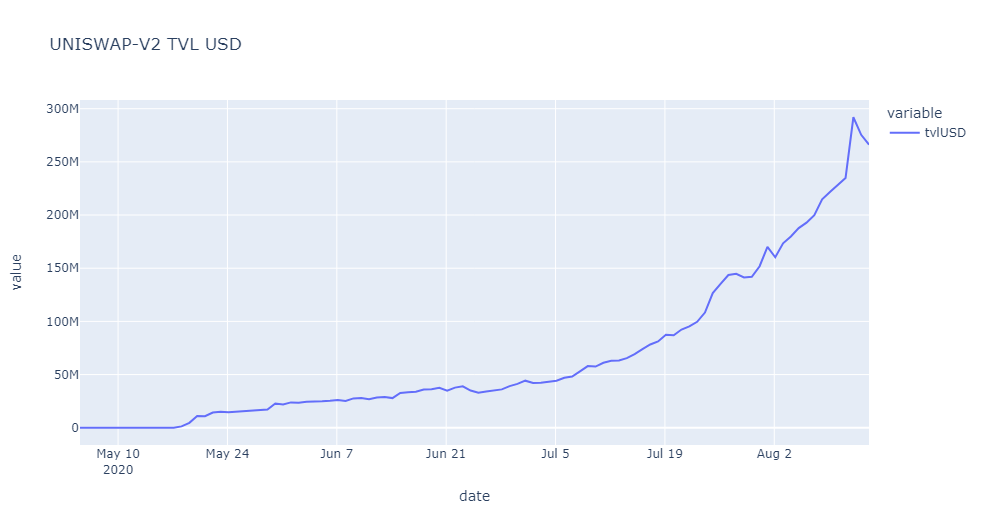 UNISWAP-V2 TVL USD
300M
250M
200M
150M
100M
50M
0
value
May 10
2020
May 24
Jun 7
Jun 21
Jul 5
Jul 19
Aug 2
date
variable
tvlUSD